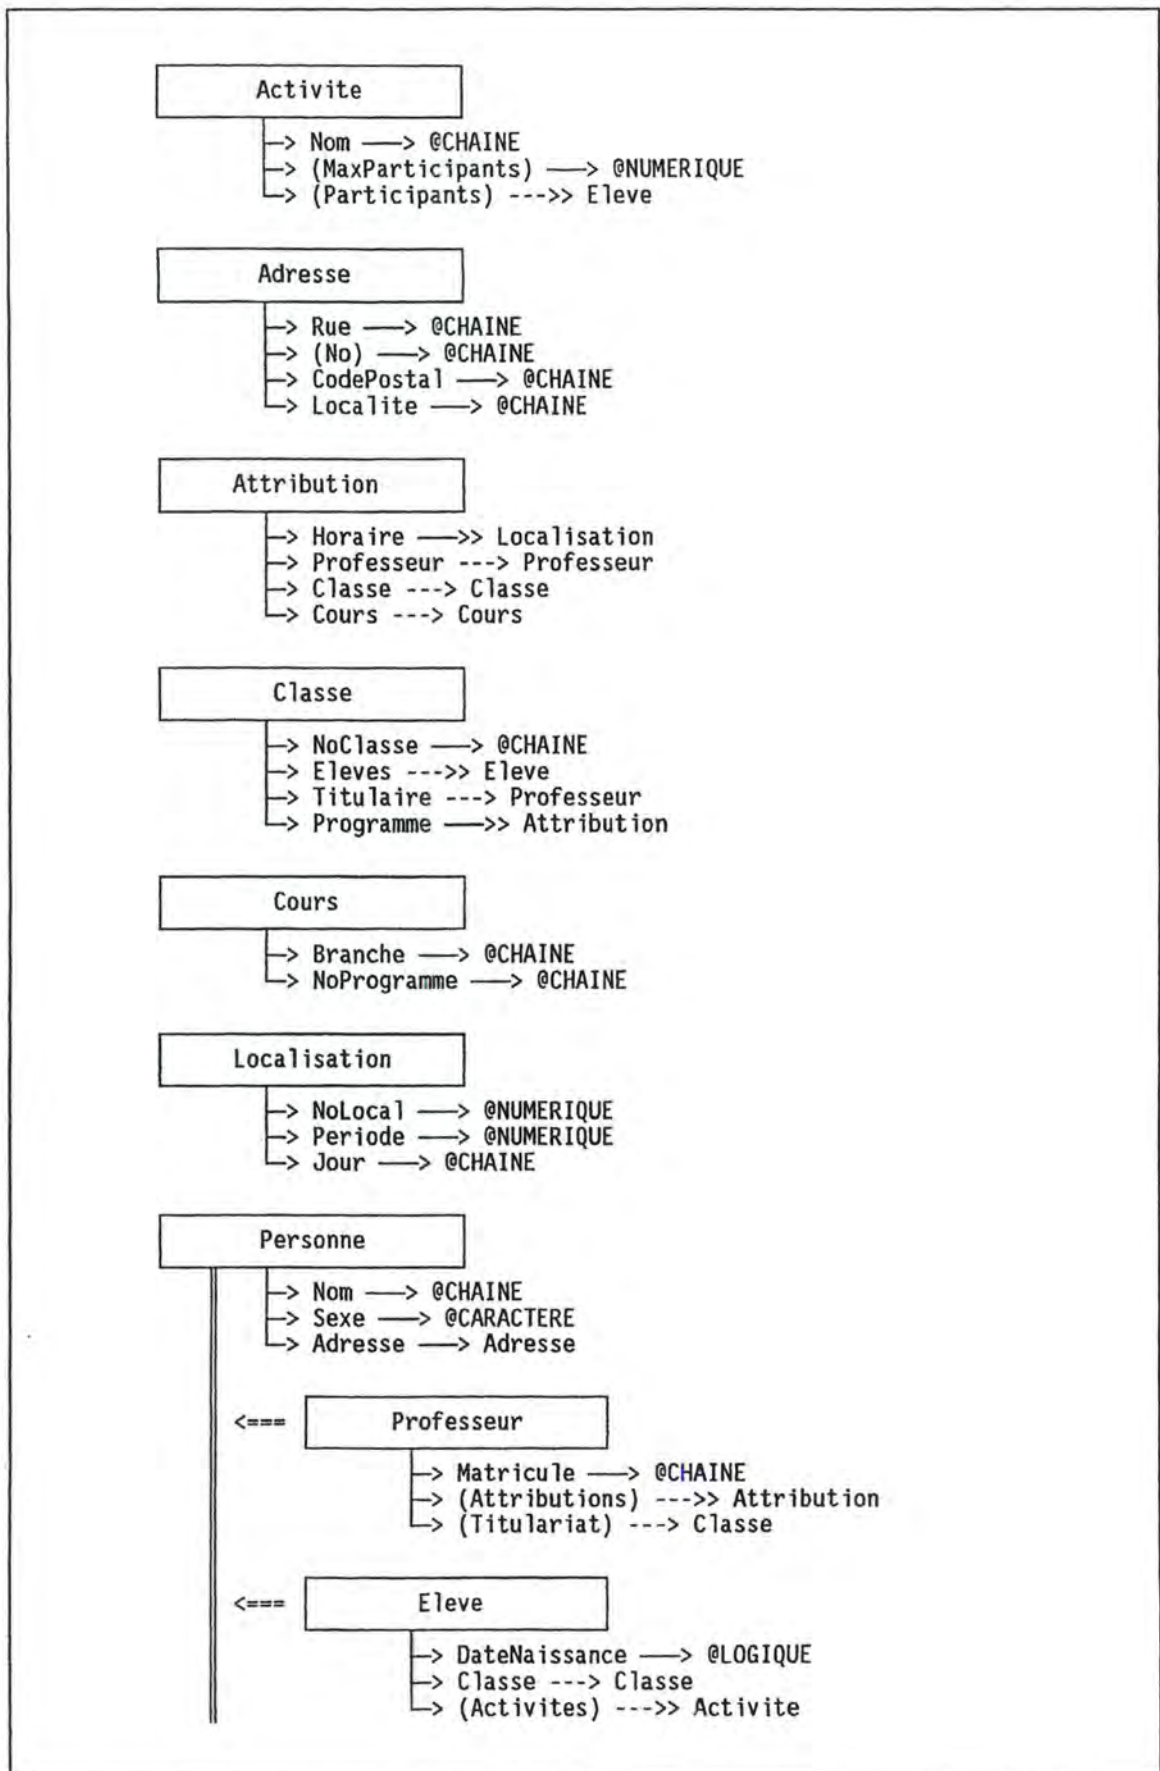 Activite
─> Nom ──> @CHAINE
─> (MaxParticipants) ──> @NUMERIQUE
─> (Participants) --->> Eleve
Adresse
─> Rue ──> @CHAINE
─> (No) ──> @CHAINE
─> CodePostal ──> @CHAINE
─> Localite ──> @CHAINE
Attribution
─> Horaire ──>> Localisation
─> Professeur ---> Professeur
─> Classe ---> Classe
─> Cours ---> Cours
Classe
─> NoClasse ──> @CHAINE
─> Eleves --->> Eleve
─> Titulaire ---> Professeur
─> Programme ──>> Attribution
Cours
─> Branche ──> @CHAINE
─> NoProgramme ──> @CHAINE
Localisation
─> NoLocal ──> @NUMERIQUE
─> Periode ──> @NUMERIQUE
─> Jour ──> @CHAINE
Personne
─> Nom ──> @CHAINE
─> Sexe ──> @CARACTERE
─> Adresse ──> Adresse
<=== Professeur
─> Matricule ──> @CHAINE
─> (Attributions) --->> Attribution
─> (Titulariat) ---> Classe
<=== Eleve
─> DateNaissance ──> @LOGIQUE
─> Classe ---> Classe
─> (Activites) --->> Activite